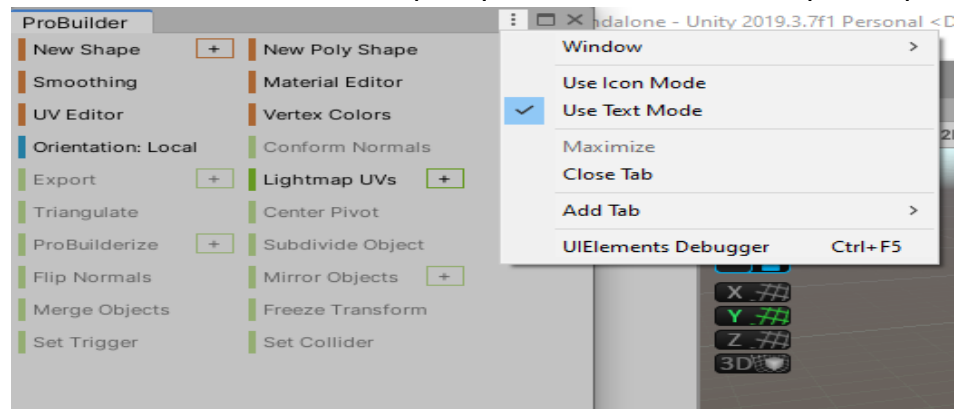 ProBuilder
ndalone - Unity 2019.3.7f1 Personal <D
New Shape + New Poly Shape
Smoothing Material Editor
UV Editor Vertex Colors
Orientation: Local Conform Normals
Export + Lightmap UVs +
Triangulate Center Pivot
ProBuilderize + Subdivide Object
Flip Normals Mirror Objects +
Merge Objects Freeze Transform
Set Trigger Set Collider
Window >
Use Icon Mode
Use Text Mode
Maximize
Close Tab
Add Tab >
UIElements Debugger Ctrl+F5
X
Y
Z
3D